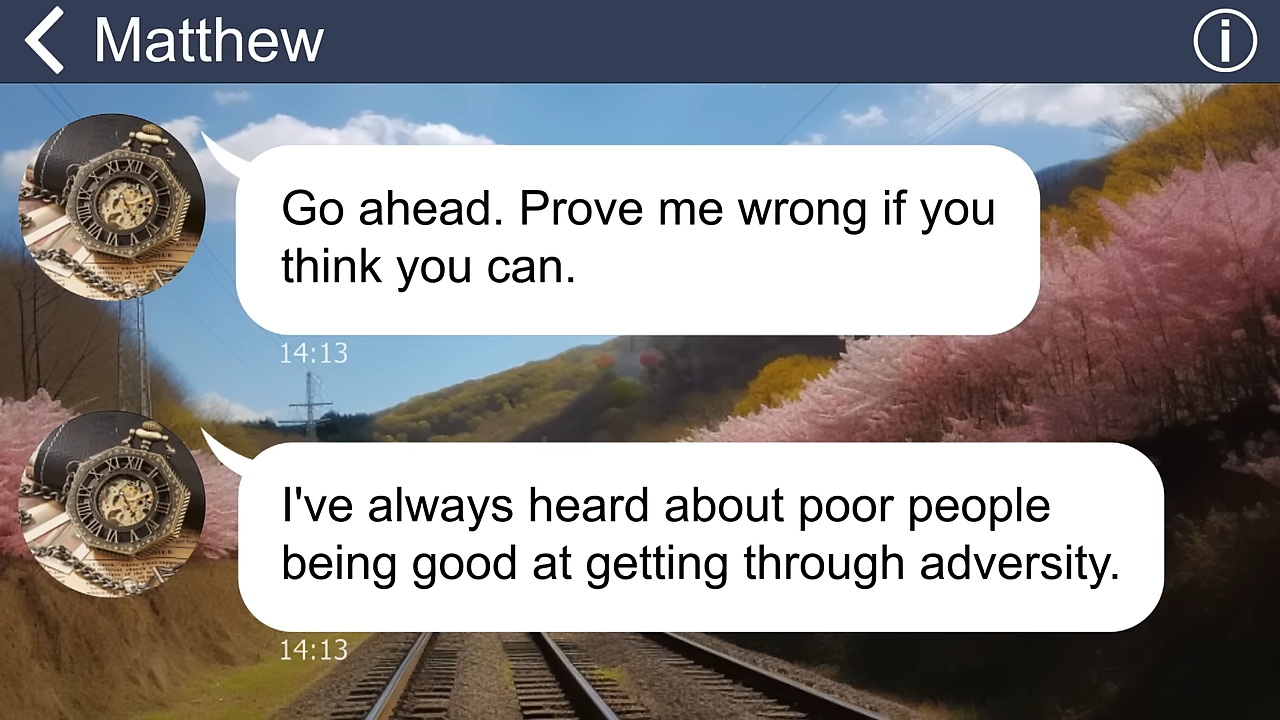 Matthew
Go ahead. Prove me wrong if you
think you can.
14:13
I've always heard about poor people
being good at getting through adversity.
14:13